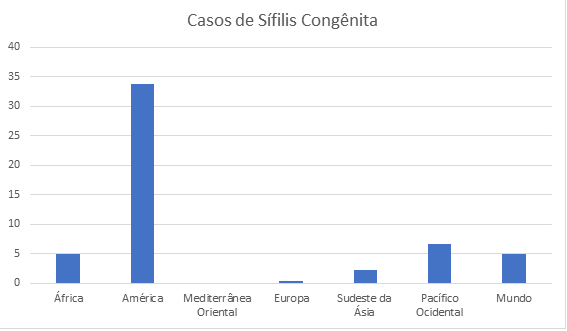 Casos de Sífilis Congênita
40
35
30
25
20
15
10
5
0
África
América
Mediterrânea
Oriental
Europa
Sudeste da
Ásia
Pacífico
Ocidental
Mundo